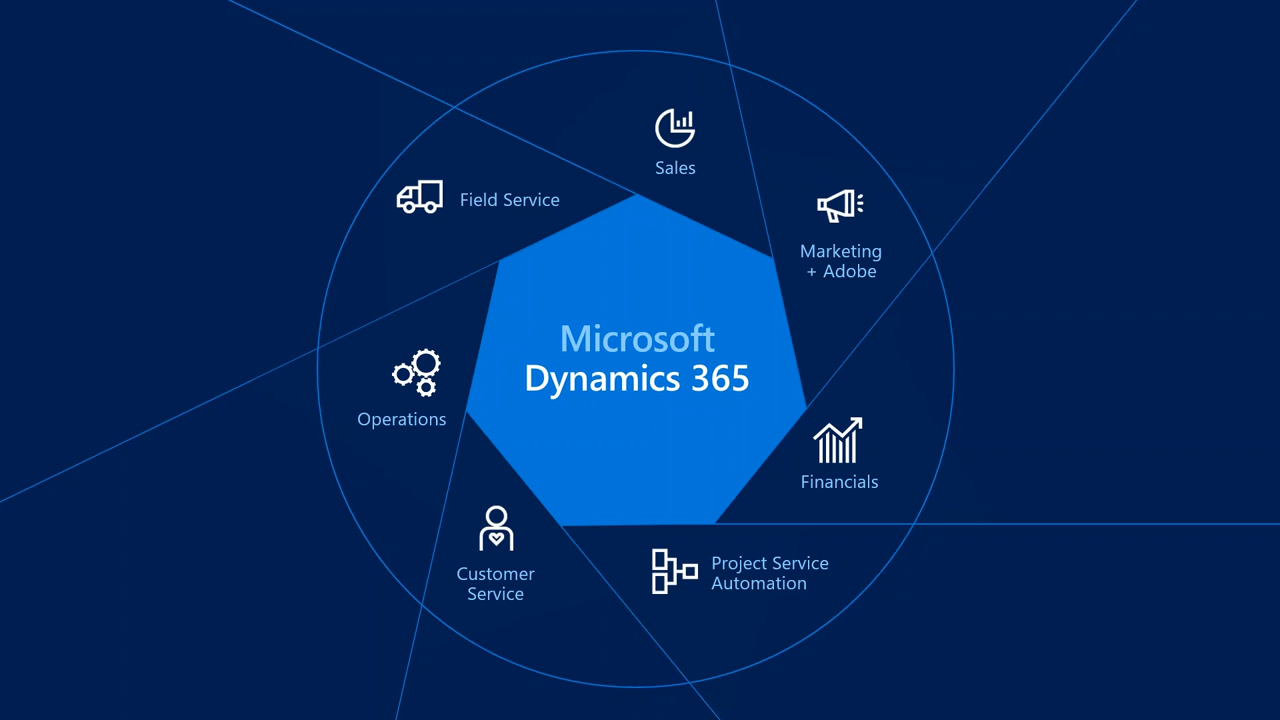 Sales
Field Service
Marketing
+ Adobe
Microsoft
Dynamics 365
Operations
Financials
Customer
Service
Project Service
Automation